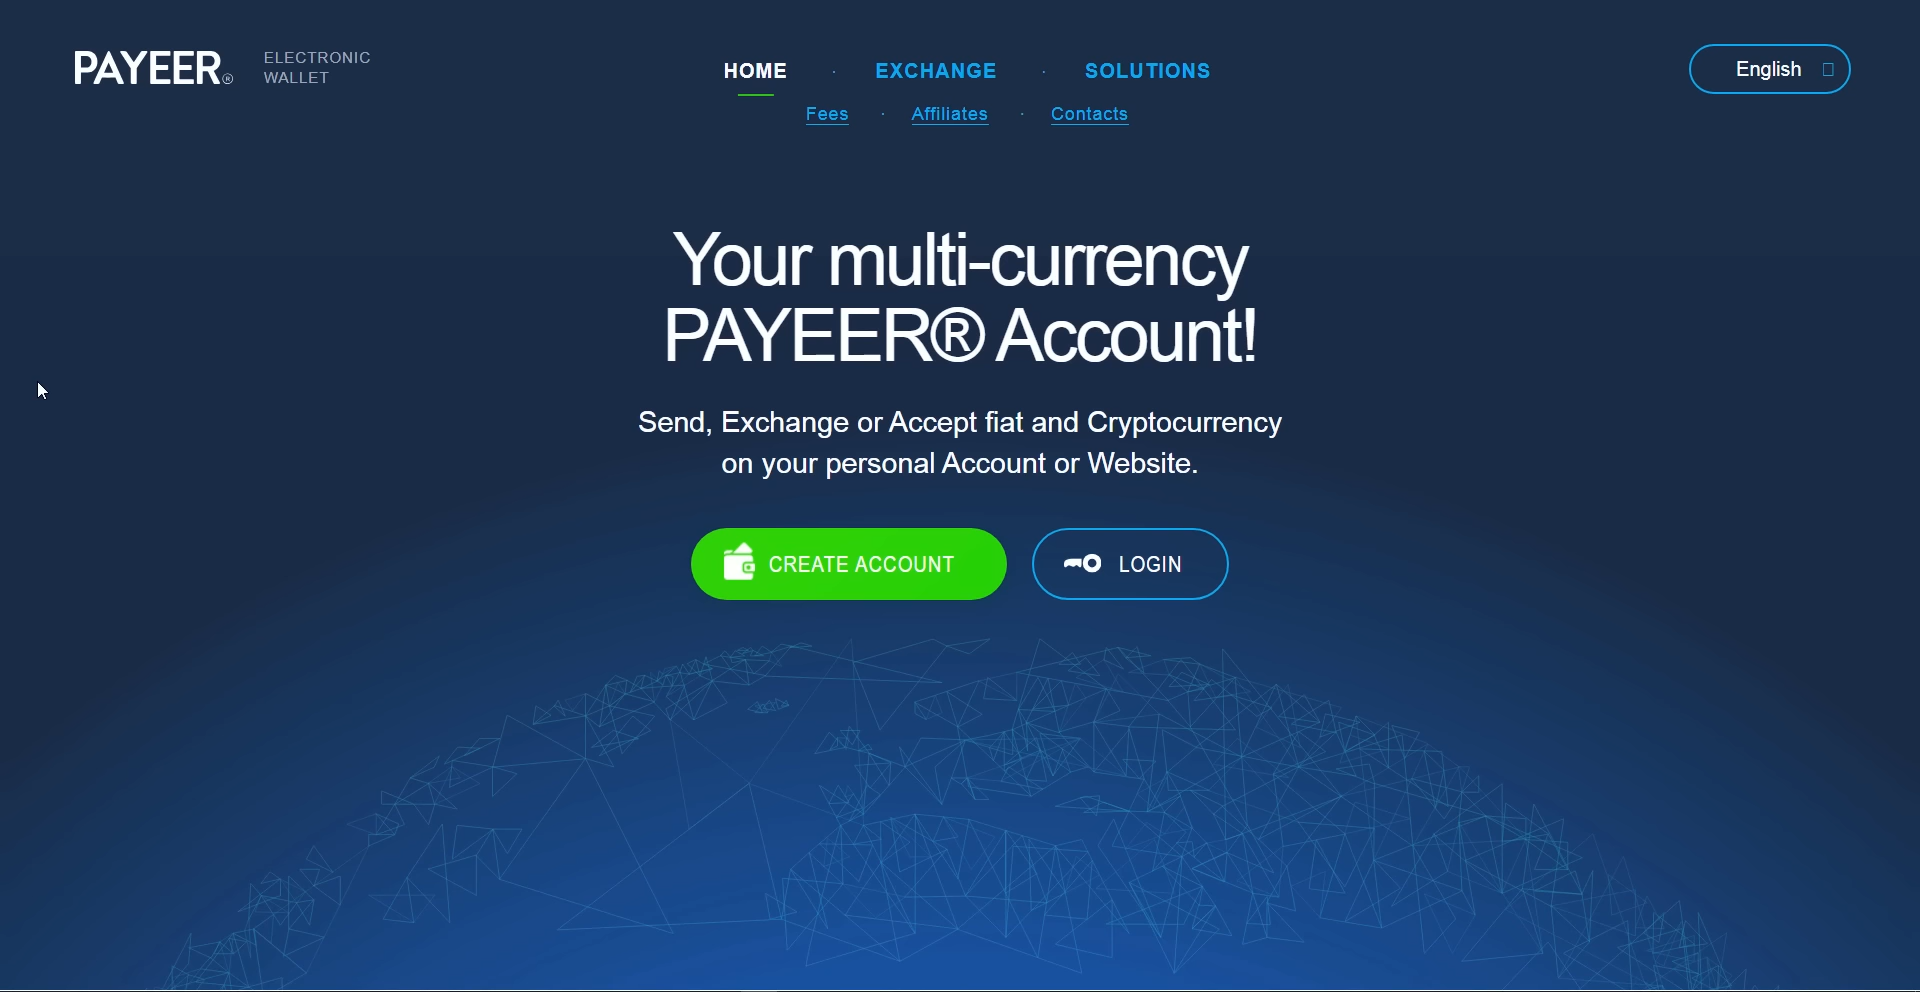 PAYEER®
ELECTRONIC
WALLET
HOME · EXCHANGE · SOLUTIONS
Fees · Affiliates · Contacts
English
Your multi-currency
PAYEER® Account!
Send, Exchange or Accept fiat and Cryptocurrency
on your personal Account or Website.
CREATE ACCOUNT
LOGIN